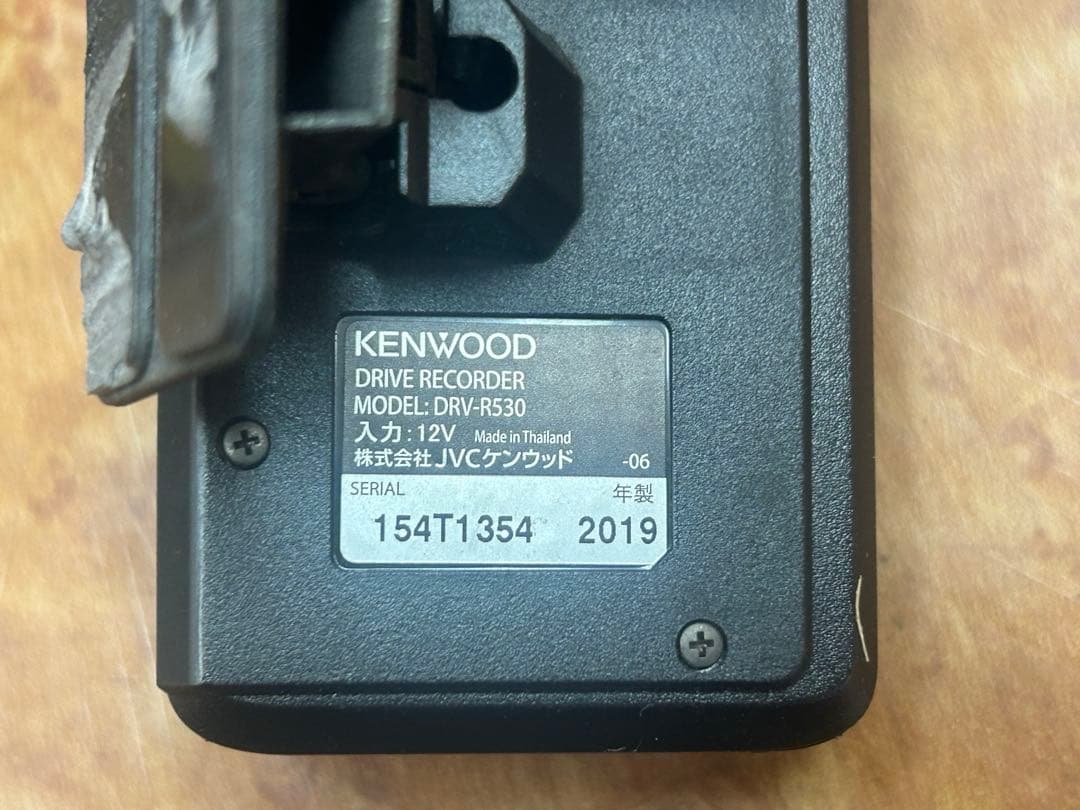 KENWOOD
DRIVE RECORDER
MODEL: DRV-R530
入力: 12V Made in Thailand
株式会社 JVCケンウッド -06
SERIAL 年製
154T1354 2019